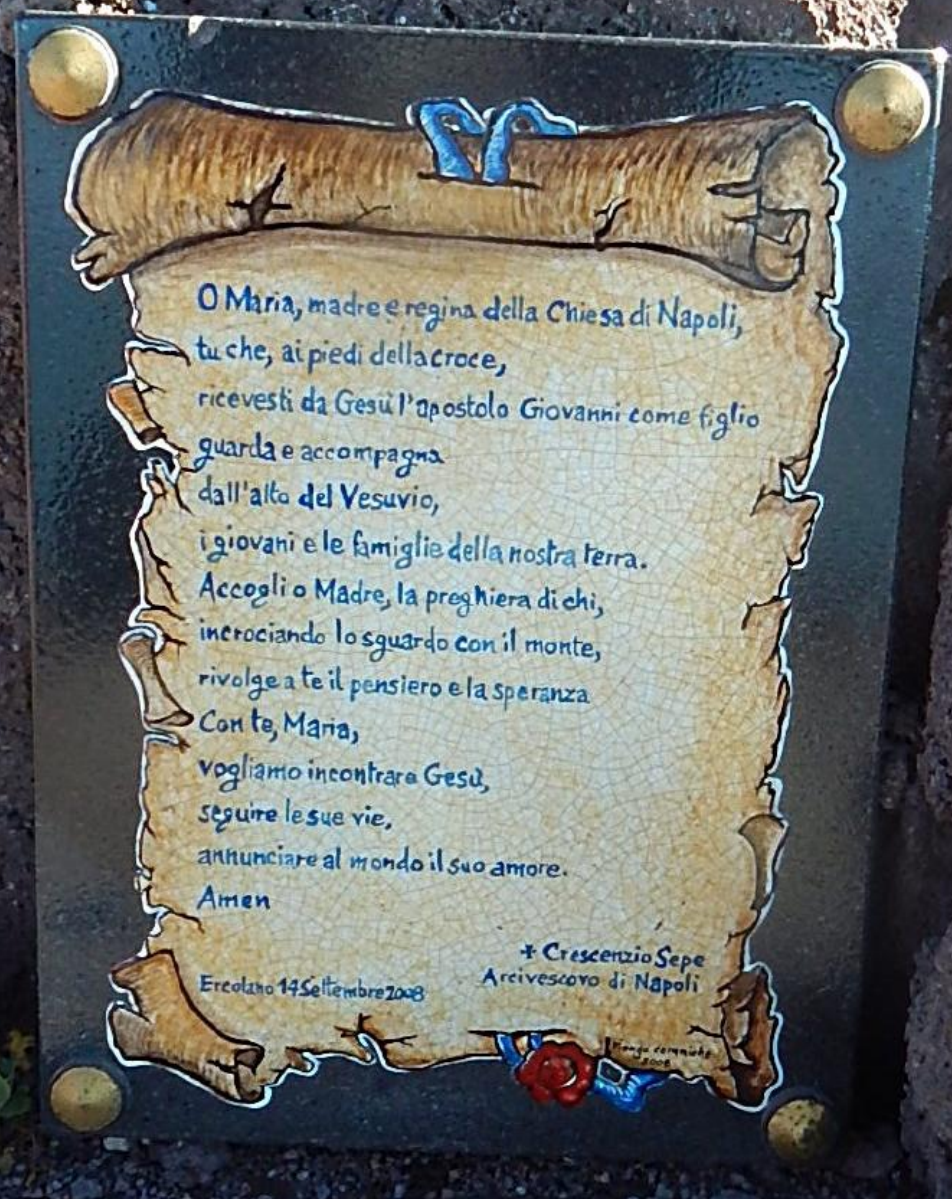 O Maria, madre e regina della Chiesa di Napoli,
tu che, ai piedi della croce,
ricevesti da Gesù l'apostolo Giovanni come figlio
guarda e accompagna
dall'alto del Vesuvio,
i giovani e le famiglie della nostra terra.
Accogli o Madre, la preghiera di chi,
incrociando lo sguardo con il monte,
rivolge a te il pensiero e la speranza
Con te, Maria,
vogliamo incontrare Gesù,
seguire le sue vie,
annunciare al mondo il suo amore.
Amen
+ Crescenzio Sepe
Arcivescovo di Napoli
Ercolano 14 Settembre 2008
2008